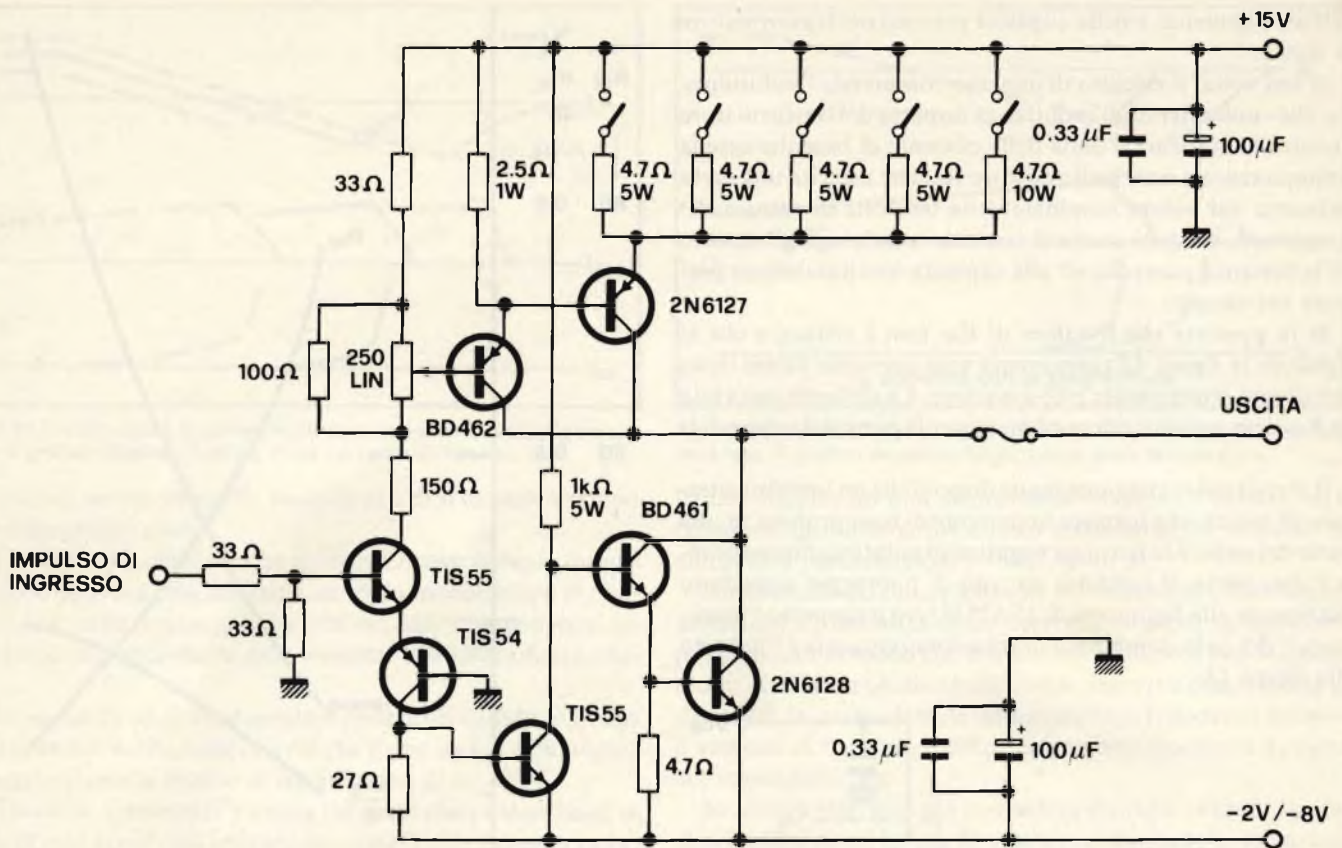 +15V
33Ω
2.5Ω
1W
4.7Ω
5W
4.7Ω
5W
4.7Ω
5W
4.7Ω
5W
4.7Ω
10W
0.33μF
+
100μF
2N6127
100Ω
250
LIN
BD462
USCITA
150Ω
1kΩ
5W
BD461
IMPULSO DI
INGRESSO
33Ω
TIS55
33Ω
TIS54
2N6128
TIS55
27Ω
4.7Ω
0.33μF
+
100μF
-2V/-8V